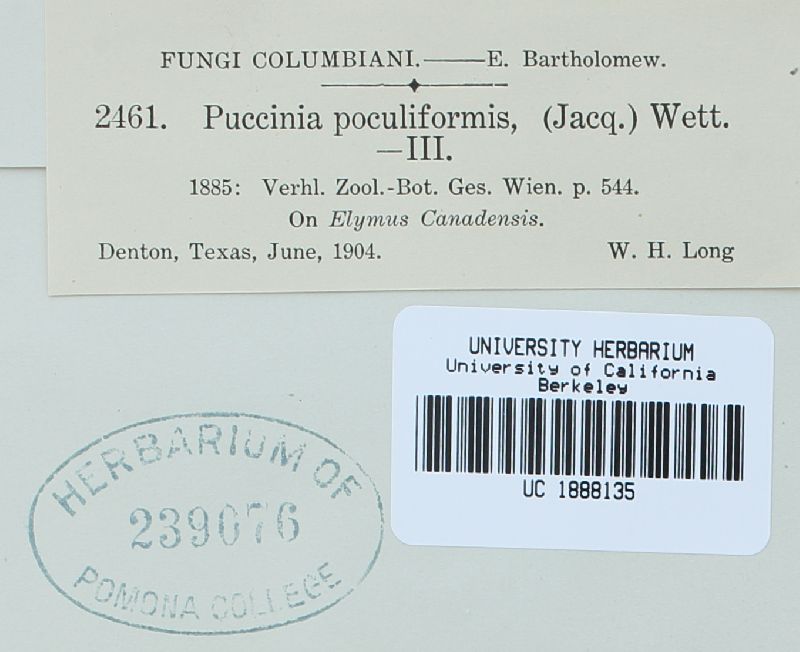 FUNGI COLUMBIANI.——E. Bartholomew.
2461. Puccinia poculiformis, (Jacq.) Wett.
—III.
1885: Verhl. Zool.-Bot. Ges. Wien. p. 544.
On Elymus Canadensis.
Denton, Texas, June, 1904. W. H. Long
UNIVERSITY HERBARIUM
University of California
Berkeley
UC 1888135
HERBARIUM OF
239076
POMONA COLLEGE